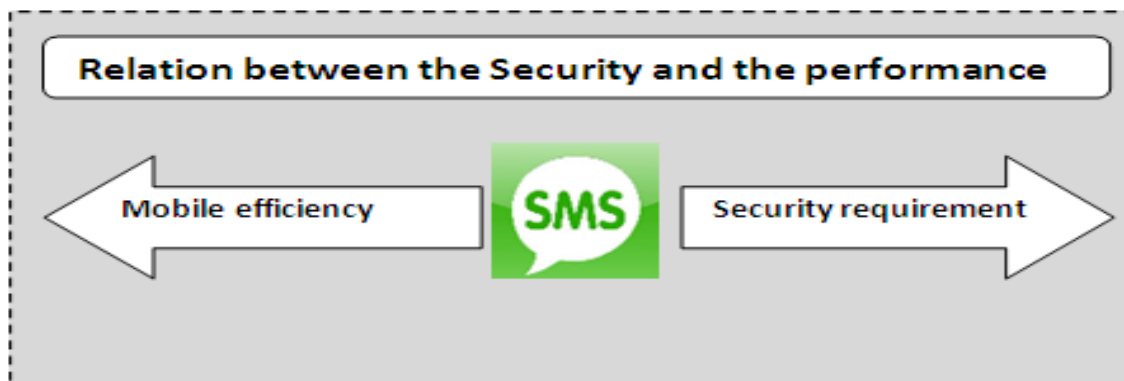 Relation between the Security and the performance
Mobile efficiency
SMS
Security requirement